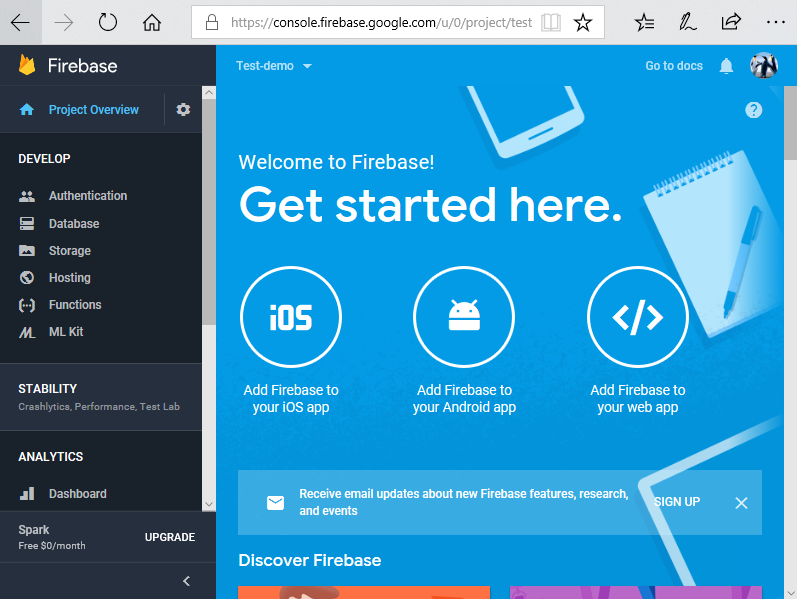 https://console.firebase.google.com/u/0/project/test
Firebase
Test-demo
Go to docs
Project Overview
DEVELOP
Authentication
Database
Storage
Hosting
Functions
ML Kit
STABILITY
Crashlytics, Performance, Test Lab
ANALYTICS
Dashboard
Spark
Free $0/month
UPGRADE
Welcome to Firebase!
Get started here.
iOS
Add Firebase to
your iOS app
Add Firebase to
your Android app
</>
Add Firebase to
your web app
Receive email updates about new Firebase features, research,
and events
SIGN UP
Discover Firebase